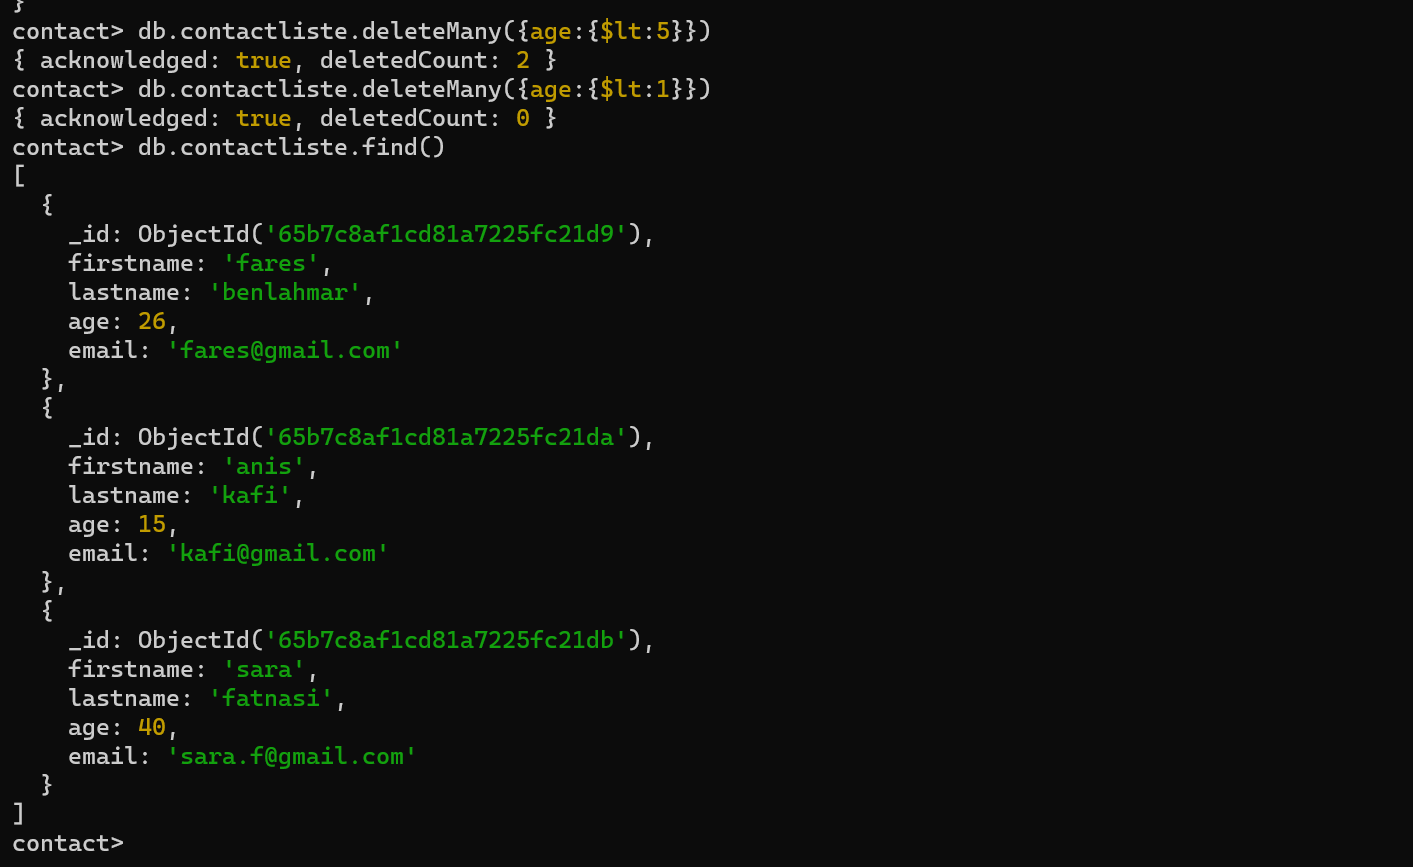 }
contact> db.contactliste.deleteMany({age:{$lt:5}})
{ acknowledged: true, deletedCount: 2 }
contact> db.contactliste.deleteMany({age:{$lt:1}})
{ acknowledged: true, deletedCount: 0 }
contact> db.contactliste.find()
[
  {
    _id: ObjectId('65b7c8af1cd81a7225fc21d9'),
    firstname: 'fares',
    lastname: 'benlahmar',
    age: 26,
    email: 'fares@gmail.com'
  },
  {
    _id: ObjectId('65b7c8af1cd81a7225fc21da'),
    firstname: 'anis',
    lastname: 'kafi',
    age: 15,
    email: 'kafi@gmail.com'
  },
  {
    _id: ObjectId('65b7c8af1cd81a7225fc21db'),
    firstname: 'sara',
    lastname: 'fatnasi',
    age: 40,
    email: 'sara.f@gmail.com'
  }
]
contact>